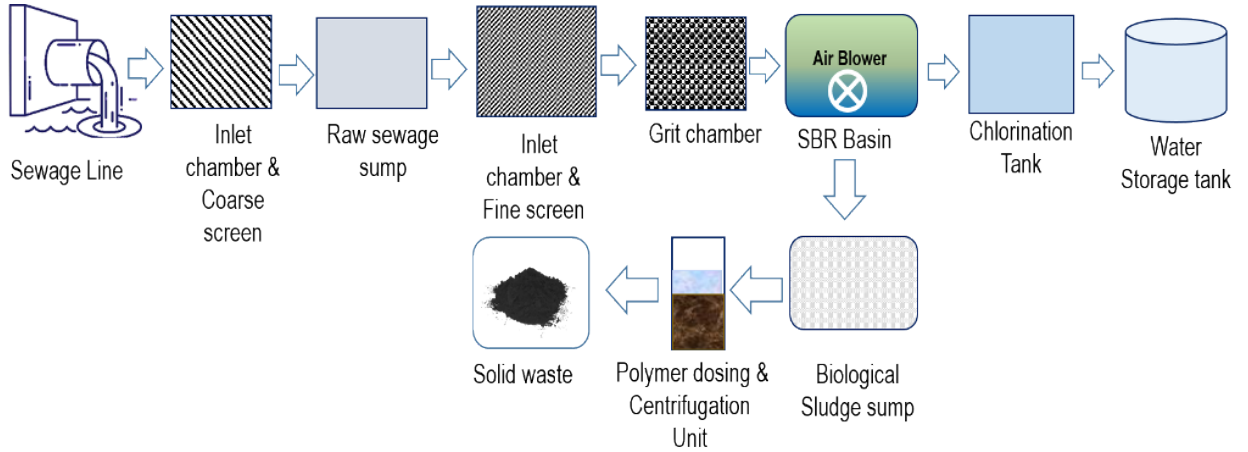 Sewage Line
Inlet
chamber &
Coarse
screen
Raw sewage
sump
Inlet
chamber &
Fine screen
Grit chamber
Air Blower
SBR Basin
Chlorination
Tank
Water
Storage tank
Solid waste
Polymer dosing &
Centrifugation
Unit
Biological
Sludge sump